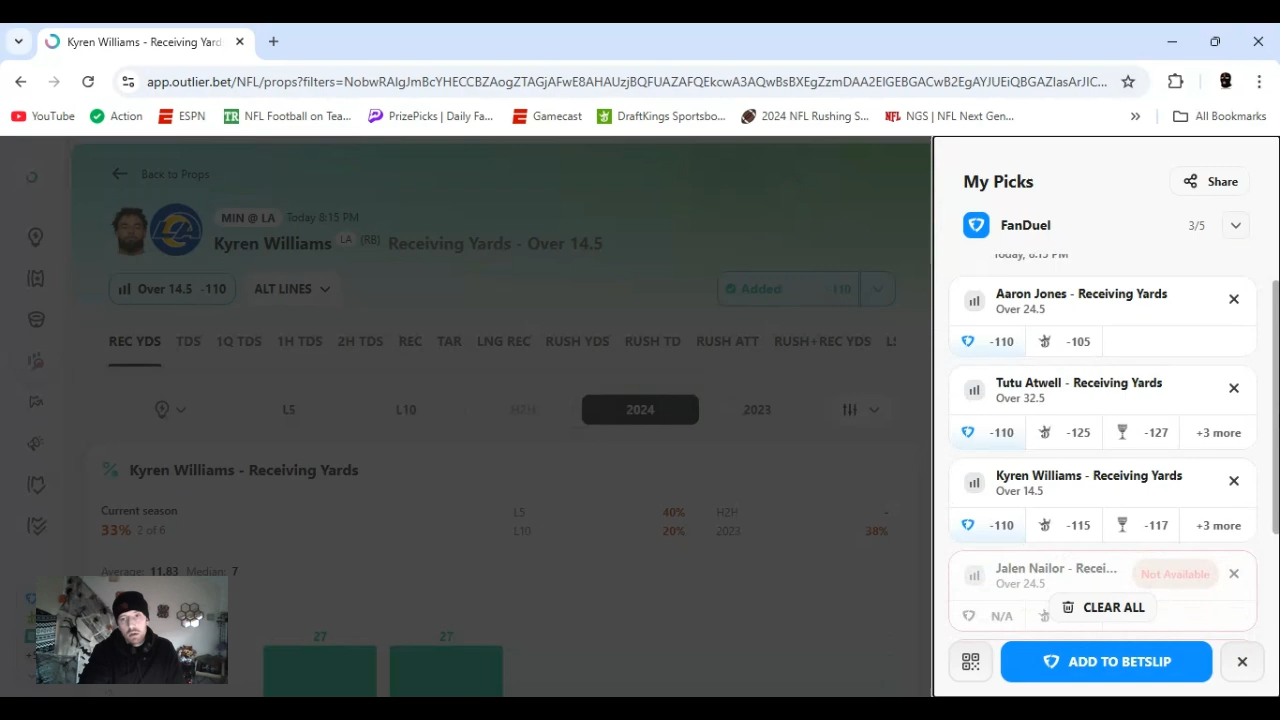 Kyren Williams - Receiving Yard
app.outlier.bet/NFL/props?filters=NobwRAIgJmBcYHECCBZAogZTAGjAFwE8AHAUzjBQFUAZAFQEkcwA3AQwBsBXEgZzmDAA2EIGEBGACwB2EgAYJUEiQBGAZIasArJIC...
YouTube
Action
ESPN
NFL Football on Tea...
PrizePicks | Daily Fa...
Gamecast
DraftKings Sportsbo...
2024 NFL Rushing S...
NGS | NFL Next Gen...
All Bookmarks
Back to Props
MIN @ LA Today 8:15 PM
Kyren Williams LA (RB) Receiving Yards - Over 14.5
Over 14.5 -110
ALT LINES
Added -110
REC YDS TDS 1Q TDS 1H TDS 2H TDS REC TAR LNG REC RUSH YDS RUSH TD RUSH ATT RUSH+REC YDS
L5 L10 H2H 2024 2023
Kyren Williams - Receiving Yards
Current season
33% 2 of 6
L5 40% H2H -
L10 20% 2023 38%
Average: 11.83 Median: 7
27 27
My Picks
Share
FanDuel 3/5
Today, 8:15 PM
Aaron Jones - Receiving Yards
Over 24.5
-110 -105
Tutu Atwell - Receiving Yards
Over 32.5
-110 -125 -127 +3 more
Kyren Williams - Receiving Yards
Over 14.5
-110 -115 -117 +3 more
Jalen Nailor - Recei... Not Available
Over 24.5
N/A
CLEAR ALL
ADD TO BETSLIP